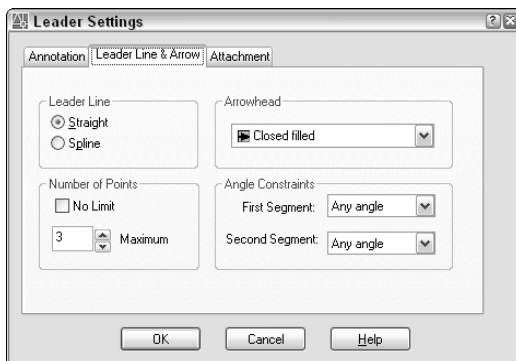 Leader Settings
Annotation
Leader Line & Arrow
Attachment
Leader Line
Straight
Spline
Arrowhead
Closed filled
Number of Points
No Limit
3 Maximum
Angle Constraints
First Segment: Any angle
Second Segment: Any angle
OK
Cancel
Help